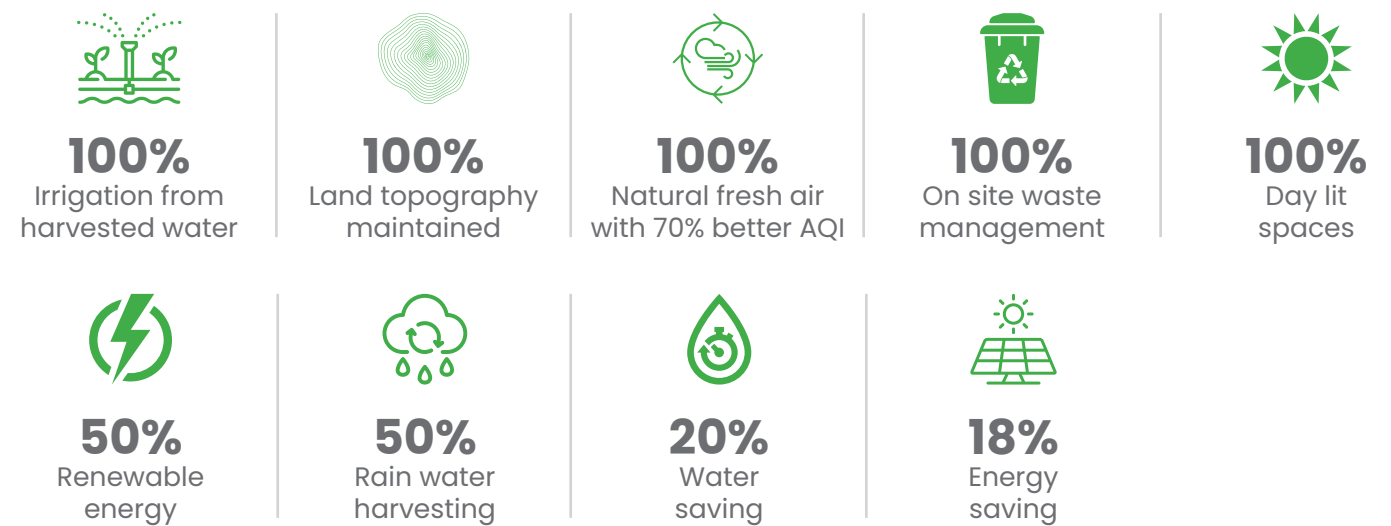 100%
Irrigation from
harvested water
100%
Land topography
maintained
100%
Natural fresh air
with 70% better AQI
100%
On site waste
management
100%
Day lit
spaces
50%
Renewable
energy
50%
Rain water
harvesting
20%
Water
saving
18%
Energy
saving